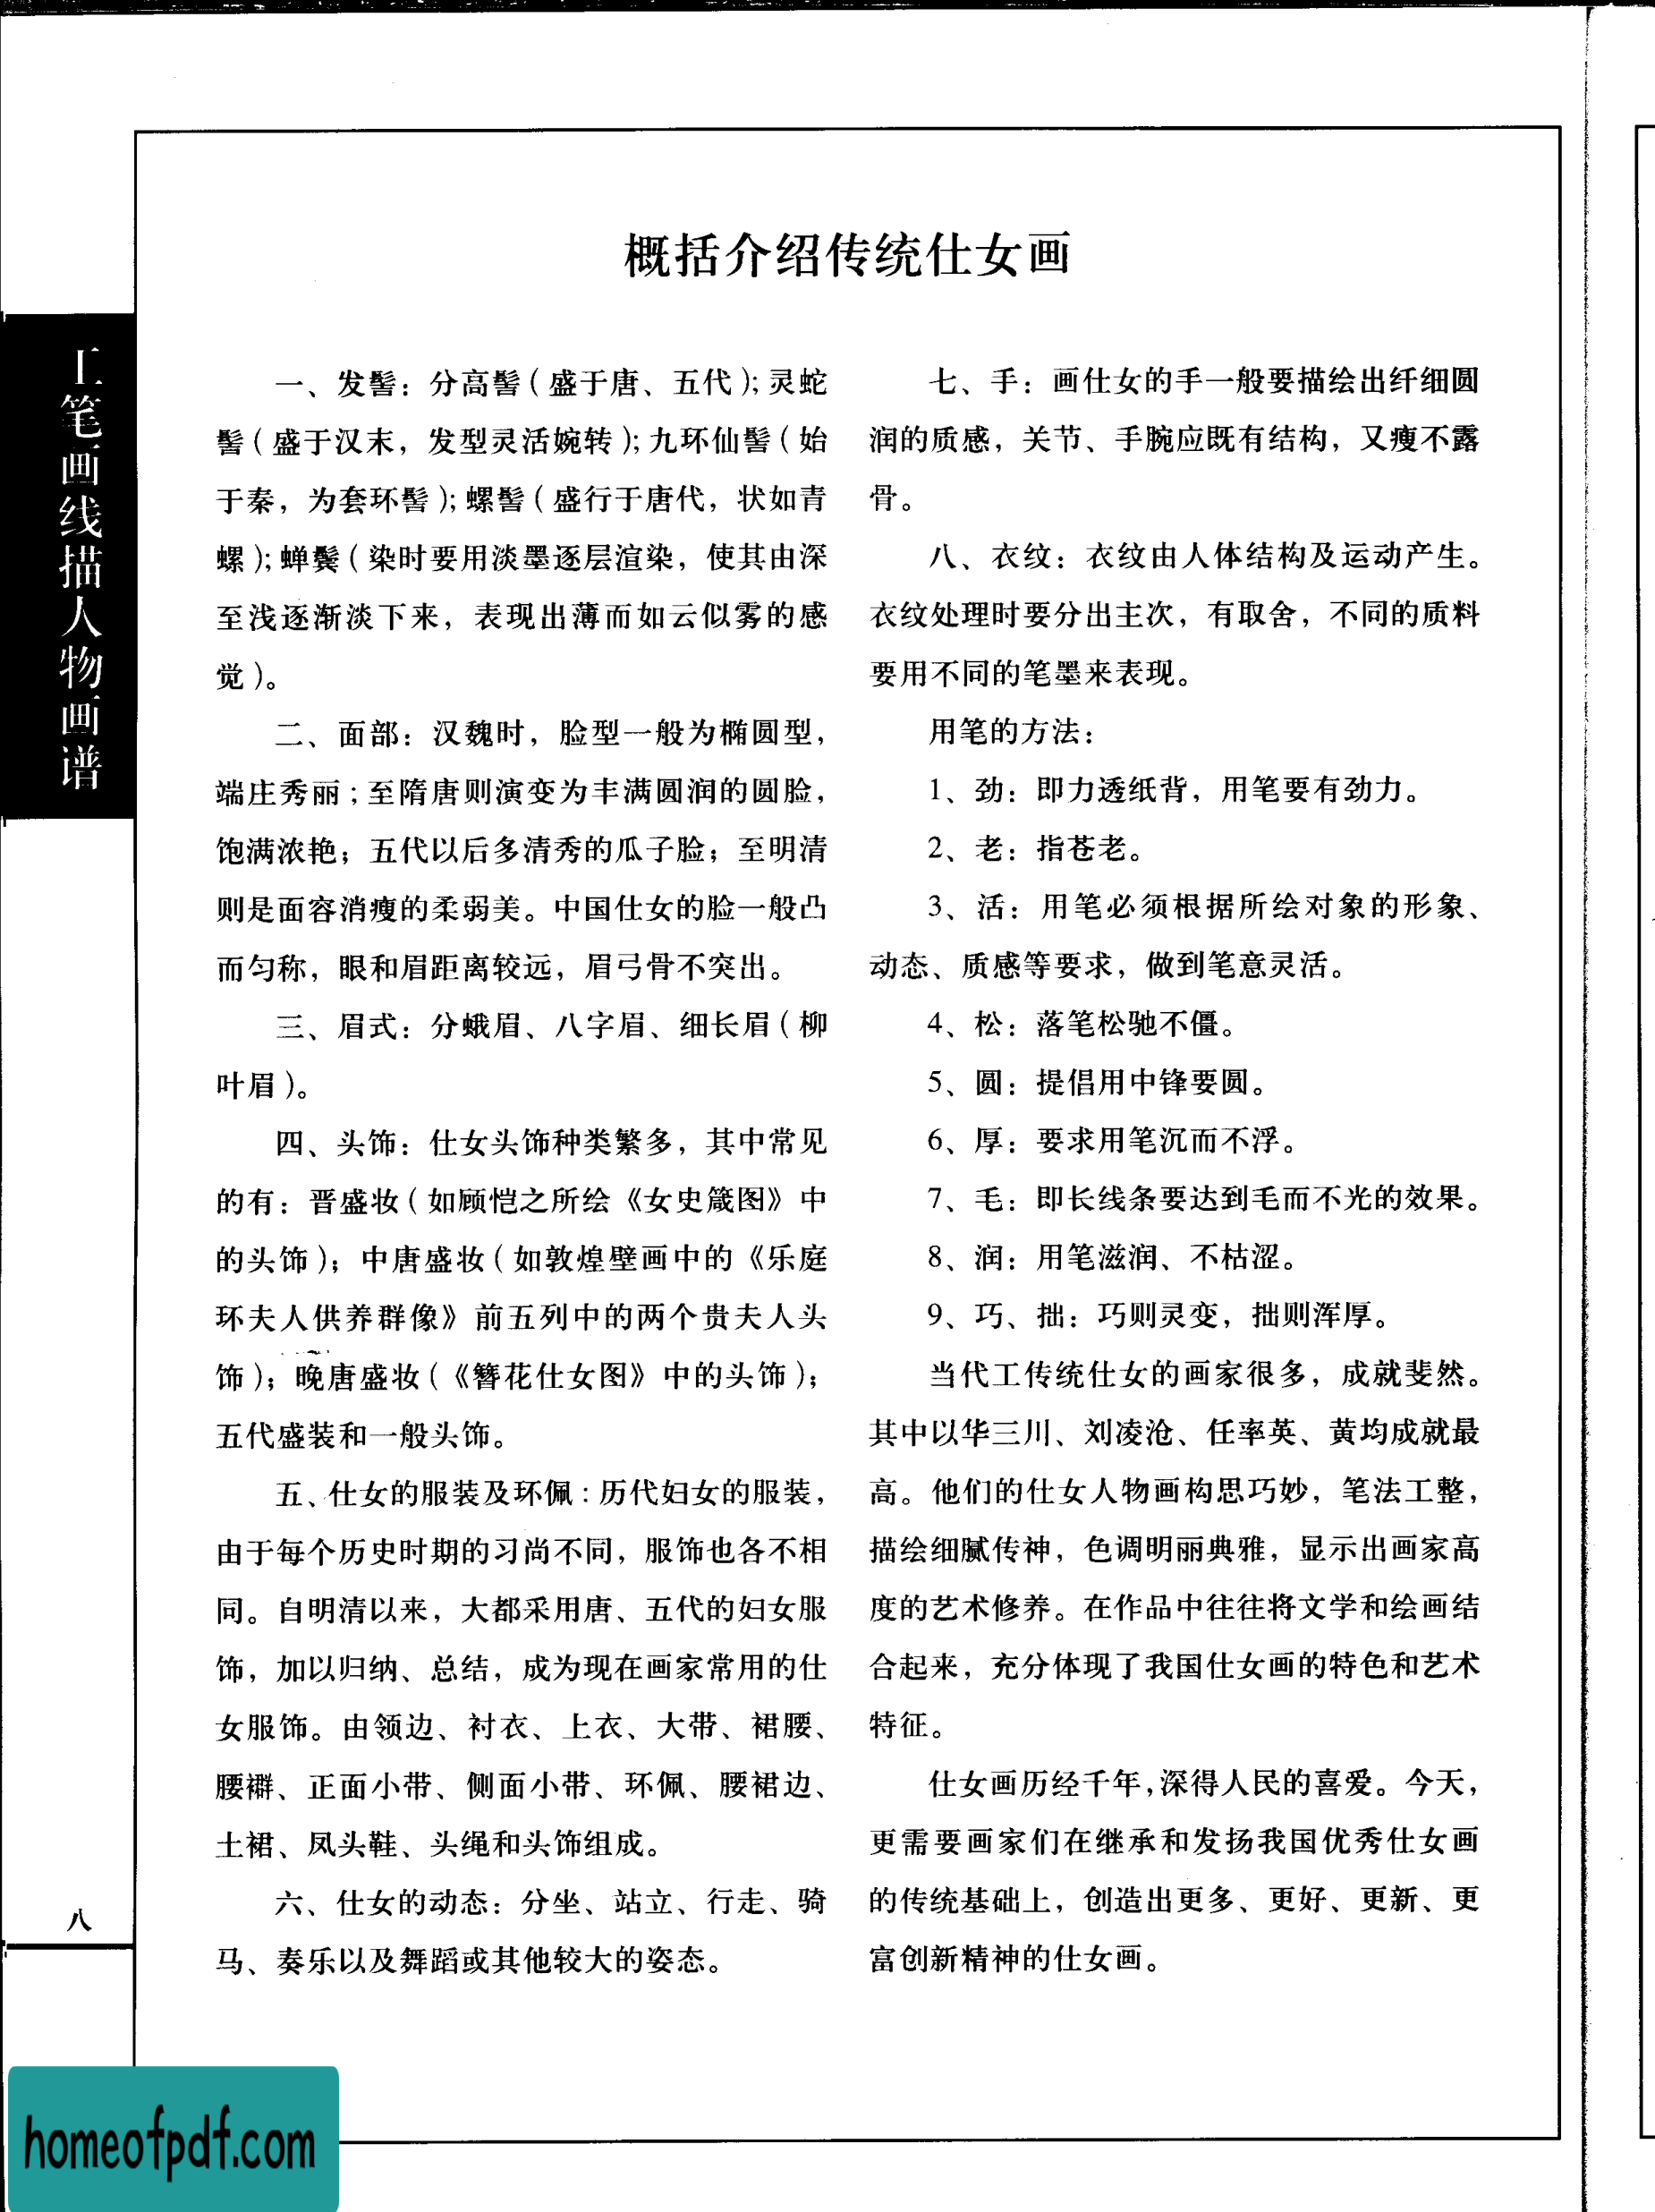 概括介绍传统仕女画
工笔画线描人物画谱
一、发髻：分高髻（盛于唐、五代）；灵蛇
髻（盛于汉末，发型灵活婉转）；九环仙髻（始
于秦，为套环髻）；螺髻（盛行于唐代，状如青
螺）；蝉鬓（染时要用淡墨逐层渲染，使其由深
至浅逐渐淡下来，表现出薄而如云似雾的感
觉）。
二、面部：汉魏时，脸型一般为椭圆型，
端庄秀丽；至隋唐则演变为丰满圆润的圆脸，
饱满浓艳；五代以后多清秀的瓜子脸；至明清
则是面容消瘦的柔弱美。中国仕女的脸一般凸
而匀称，眼和眉距离较远，眉弓骨不突出。
三、眉式：分蛾眉、八字眉、细长眉（柳
叶眉）。
四、头饰：仕女头饰种类繁多，其中常见
的有：晋盛妆（如顾恺之所绘《女史箴图》中
的头饰）；中唐盛妆（如敦煌壁画中的《乐庭
环夫人供养群像》前五列中的两个贵夫人头
饰）；晚唐盛妆（《簪花仕女图》中的头饰）；
五代盛装和一般头饰。
五、仕女的服装及环佩：历代妇女的服装，
由于每个历史时期的习尚不同，服饰也各不相
同。自明清以来，大都采用唐、五代的妇女服
饰，加以归纳、总结，成为现在画家常用的仕
女服饰。由领边、衬衣、上衣、大带、裙腰、
腰襻、正面小带、侧面小带、环佩、腰裙边、
土裙、凤头鞋、头绳和头饰组成。
六、仕女的动态：分坐、站立、行走、骑
马、奏乐以及舞蹈或其他较大的姿态。
七、手：画仕女的手一般要描绘出纤细圆
润的质感，关节、手腕应既有结构，又瘦不露
骨。
八、衣纹：衣纹由人体结构及运动产生。
衣纹处理时要分出主次，有取舍，不同的质料
要用不同的笔墨来表现。
用笔的方法：
1、劲：即力透纸背，用笔要有劲力。
2、老：指苍老。
3、活：用笔必须根据所绘对象的形象、
动态、质感等要求，做到笔意灵活。
4、松：落笔松驰不僵。
5、圆：提倡用中锋要圆。
6、厚：要求用笔沉而不浮。
7、毛：即长线条要达到毛而不光的效果。
8、润：用笔滋润、不枯涩。
9、巧、拙：巧则灵变，拙则浑厚。
当代工传统仕女的画家很多，成就斐然。
其中以华三川、刘凌沧、任率英、黄均成就最
高。他们的仕女人物画构思巧妙，笔法工整，
描绘细腻传神，色调明丽典雅，显示出画家高
度的艺术修养。在作品中往往将文学和绘画结
合起来，充分体现了我国仕女画的特色和艺术
特征。
仕女画历经千年，深得人民的喜爱。今天，
更需要画家们在继承和发扬我国优秀仕女画
的传统基础上，创造出更多、更好、更新、更
富创新精神的仕女画。
八
homeofpdf.com